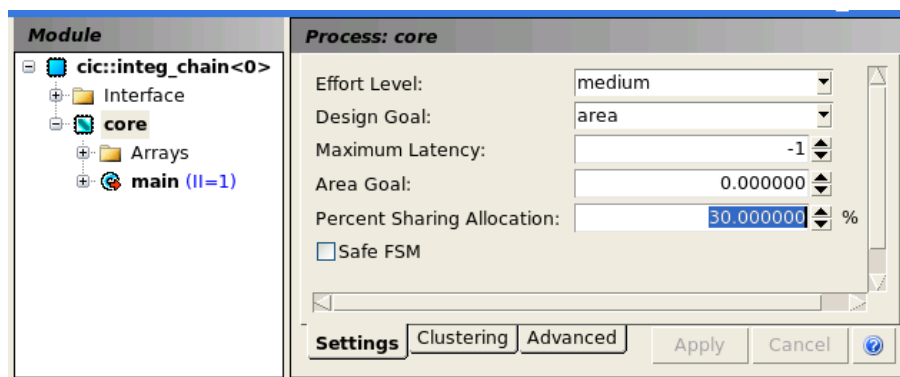 Module
cic::integ_chain<0>
Interface
core
Arrays
main (II=1)
Process: core
Effort Level: medium
Design Goal: area
Maximum Latency: -1
Area Goal: 0.000000
Percent Sharing Allocation: 30.000000 %
Safe FSM
Settings Clustering Advanced Apply Cancel ?